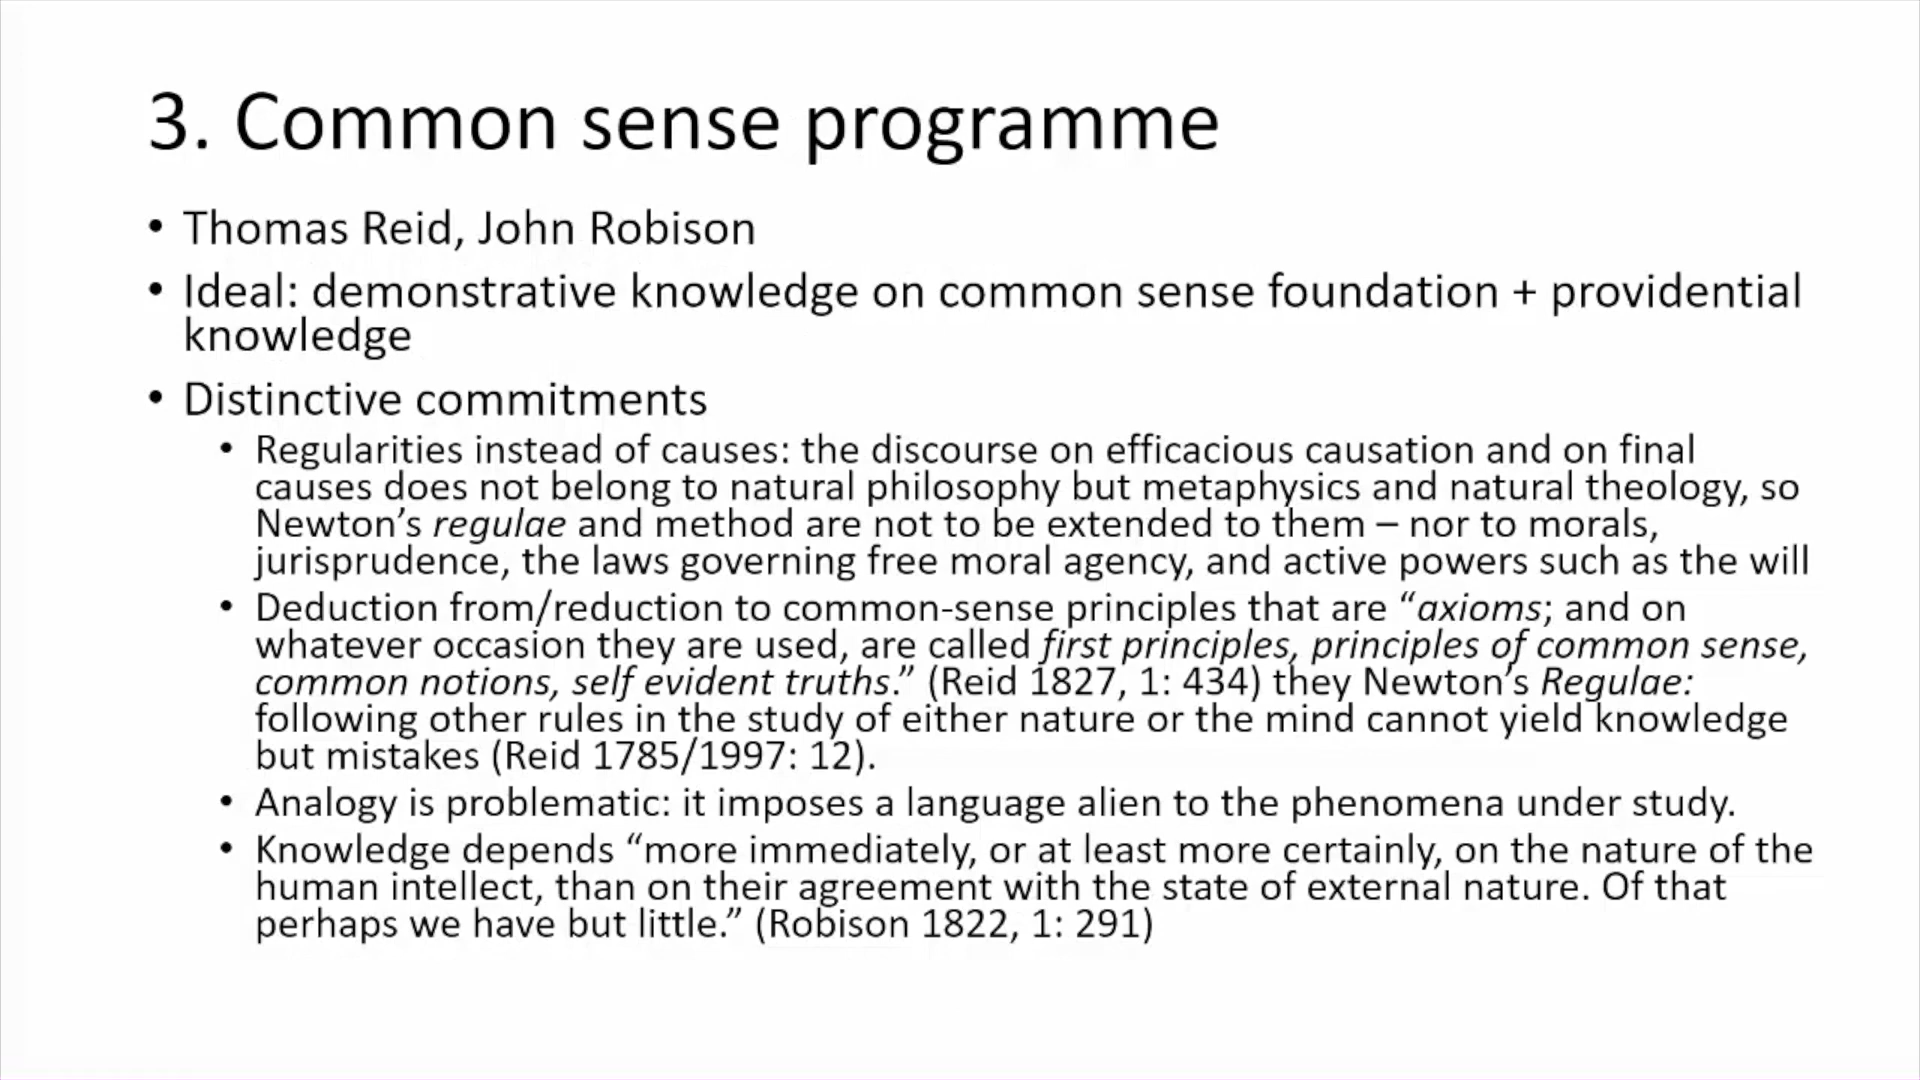 3. Common sense programme
• Thomas Reid, John Robison
• Ideal: demonstrative knowledge on common sense foundation + providential
knowledge
• Distinctive commitments
• Regularities instead of causes: the discourse on efficacious causation and on final
causes does not belong to natural philosophy but metaphysics and natural theology, so
Newton’s regulae and method are not to be extended to them – nor to morals,
jurisprudence, the laws governing free moral agency, and active powers such as the will
• Deduction from/reduction to common-sense principles that are “axioms; and on
whatever occasion they are used, are called first principles, principles of common sense,
common notions, self evident truths.” (Reid 1827, 1: 434) they Newton’s Regulae:
following other rules in the study of either nature or the mind cannot yield knowledge
but mistakes (Reid 1785/1997: 12).
• Analogy is problematic: it imposes a language alien to the phenomena under study.
• Knowledge depends “more immediately, or at least more certainly, on the nature of the
human intellect, than on their agreement with the state of external nature. Of that
perhaps we have but little.” (Robison 1822, 1: 291)